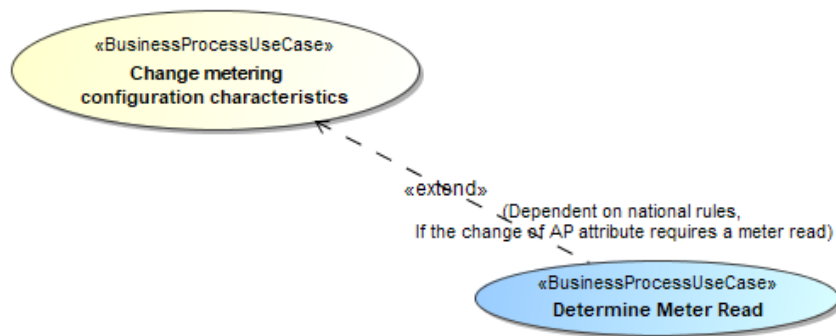 «BusinessProcessUseCase»
Change metering
configuration characteristics
«extend»
(Dependent on national rules,
If the change of AP attribute requires a meter read)
«BusinessProcessUseCase»
Determine Meter Read